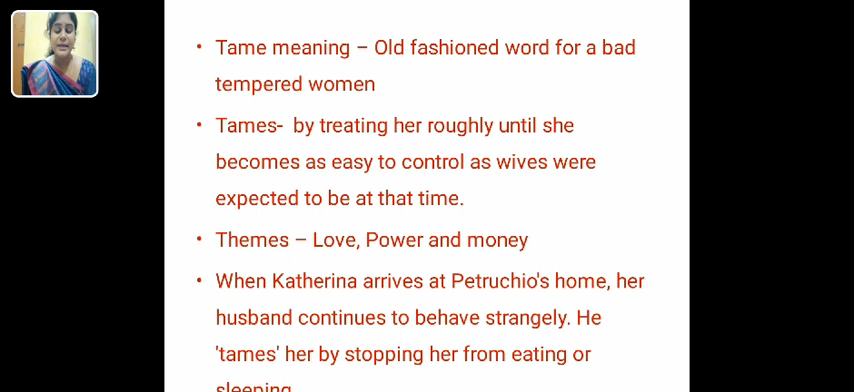 • Tame meaning – Old fashioned word for a bad
tempered women
• Tames- by treating her roughly until she
becomes as easy to control as wives were
expected to be at that time.
• Themes – Love, Power and money
• When Katherina arrives at Petruchio's home, her
husband continues to behave strangely. He
'tames' her by stopping her from eating or
sleeping